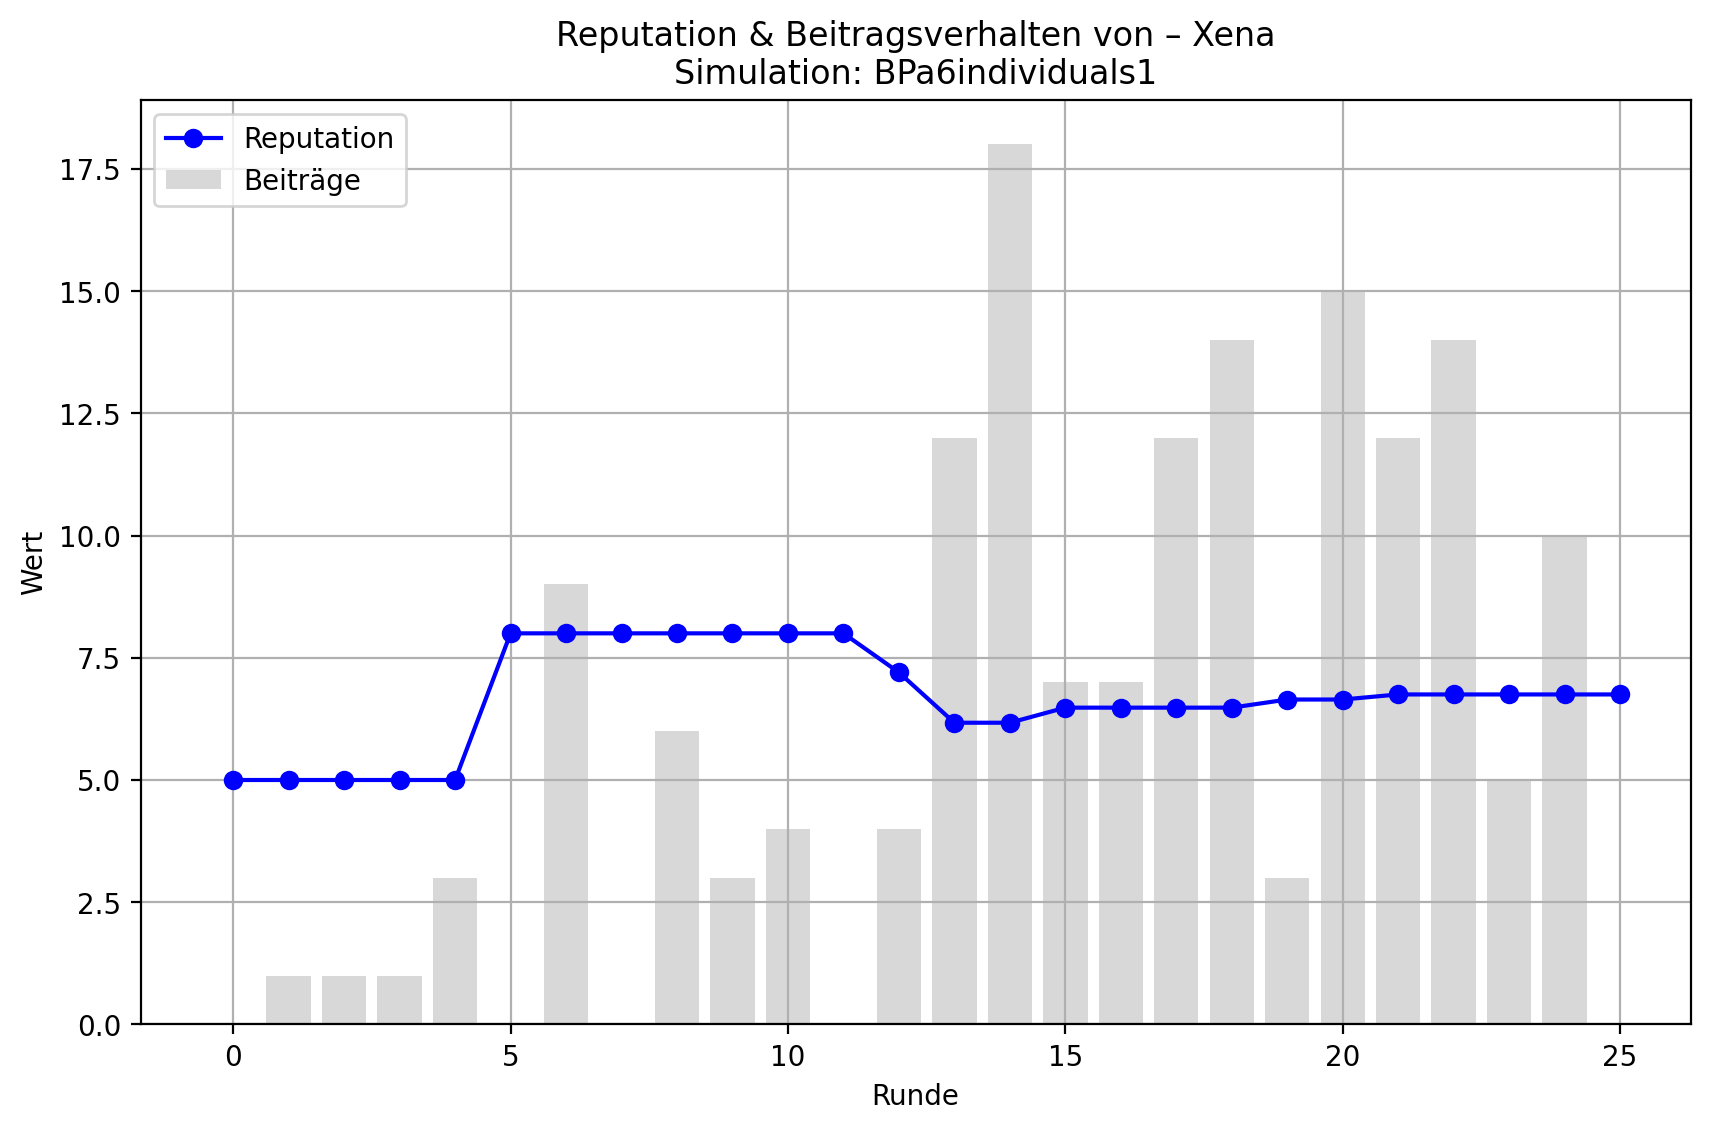 Reputation & Beitragsverhalten von – Xena
Simulation: BPa6individuals1
Reputation
Beiträge
17.5
15.0
12.5
10.0
7.5
5.0
2.5
0.0
Wert
0 5 10 15 20 25
Runde